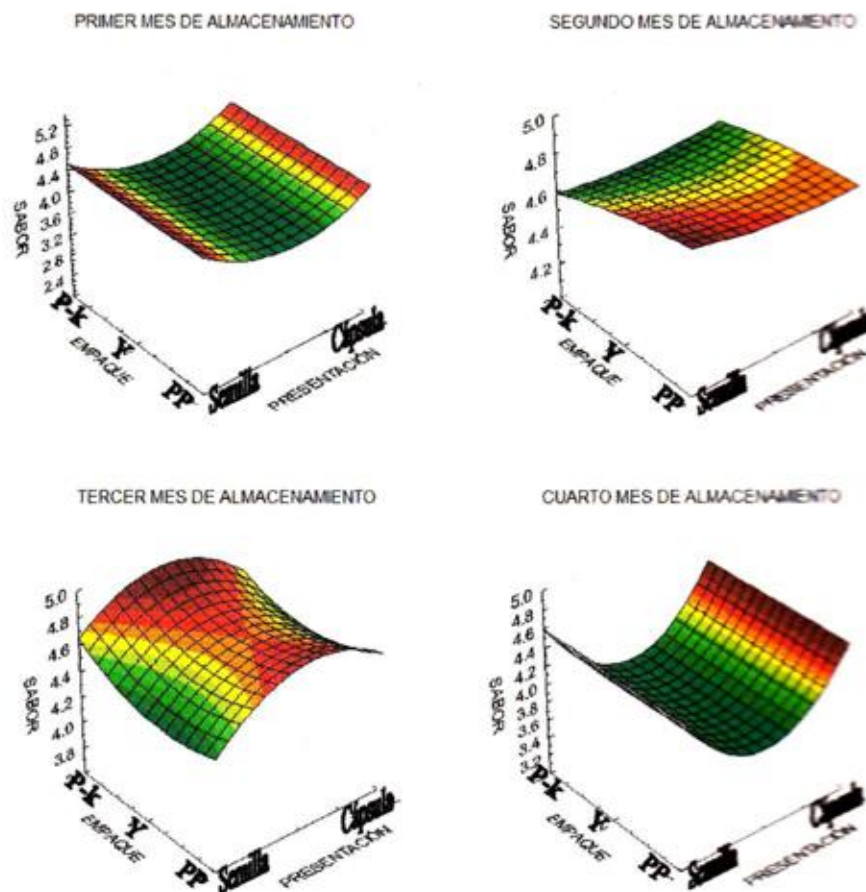 PRIMER MES DE ALMACENAMIENTO
5.2
4.8
4.4
4.0
3.6
3.2
2.8
2.4
SABOR
P-k
Y
PP
EMPAQUE
Semilla
Cápsula
PRESENTACIÓN
SEGUNDO MES DE ALMACENAMIENTO
5.0
4.8
4.6
4.4
4.2
SABOR
P-k
Y
PP
EMPAQUE
Semilla
Cápsula
PRESENTACIÓN
TERCER MES DE ALMACENAMIENTO
5.0
4.8
4.6
4.4
4.2
4.0
3.8
SABOR
P-k
Y
PP
EMPAQUE
Semilla
Cápsula
PRESENTACIÓN
CUARTO MES DE ALMACENAMIENTO
5.0
4.8
4.6
4.4
4.2
4.0
3.8
3.6
3.4
3.2
SABOR
P-k
Y
PP
EMPAQUE
Semilla
Cápsula
PRESENTACIÓN